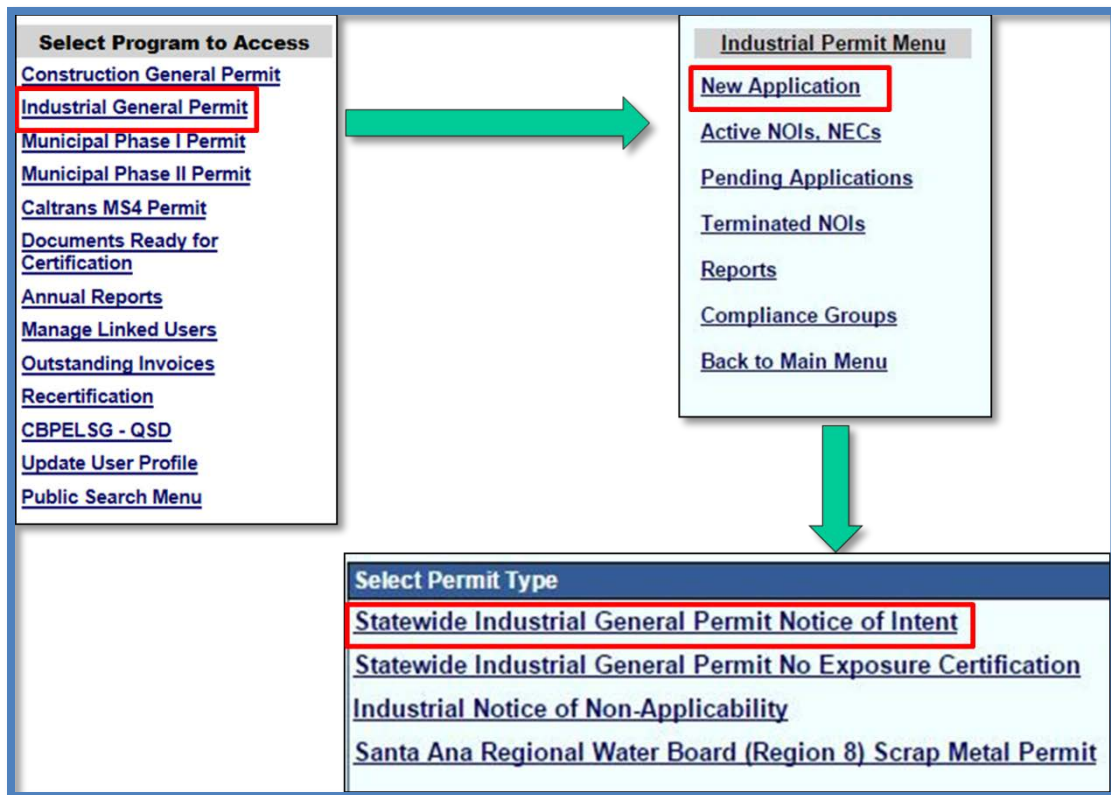 Select Program to Access
Construction General Permit
Industrial General Permit
Municipal Phase I Permit
Municipal Phase II Permit
Caltrans MS4 Permit
Documents Ready for
Certification
Annual Reports
Manage Linked Users
Outstanding Invoices
Recertification
CBPELSG - QSD
Update User Profile
Public Search Menu
Industrial Permit Menu
New Application
Active NOIs, NECs
Pending Applications
Terminated NOIs
Reports
Compliance Groups
Back to Main Menu
Select Permit Type
Statewide Industrial General Permit Notice of Intent
Statewide Industrial General Permit No Exposure Certification
Industrial Notice of Non-Applicability
Santa Ana Regional Water Board (Region 8) Scrap Metal Permit